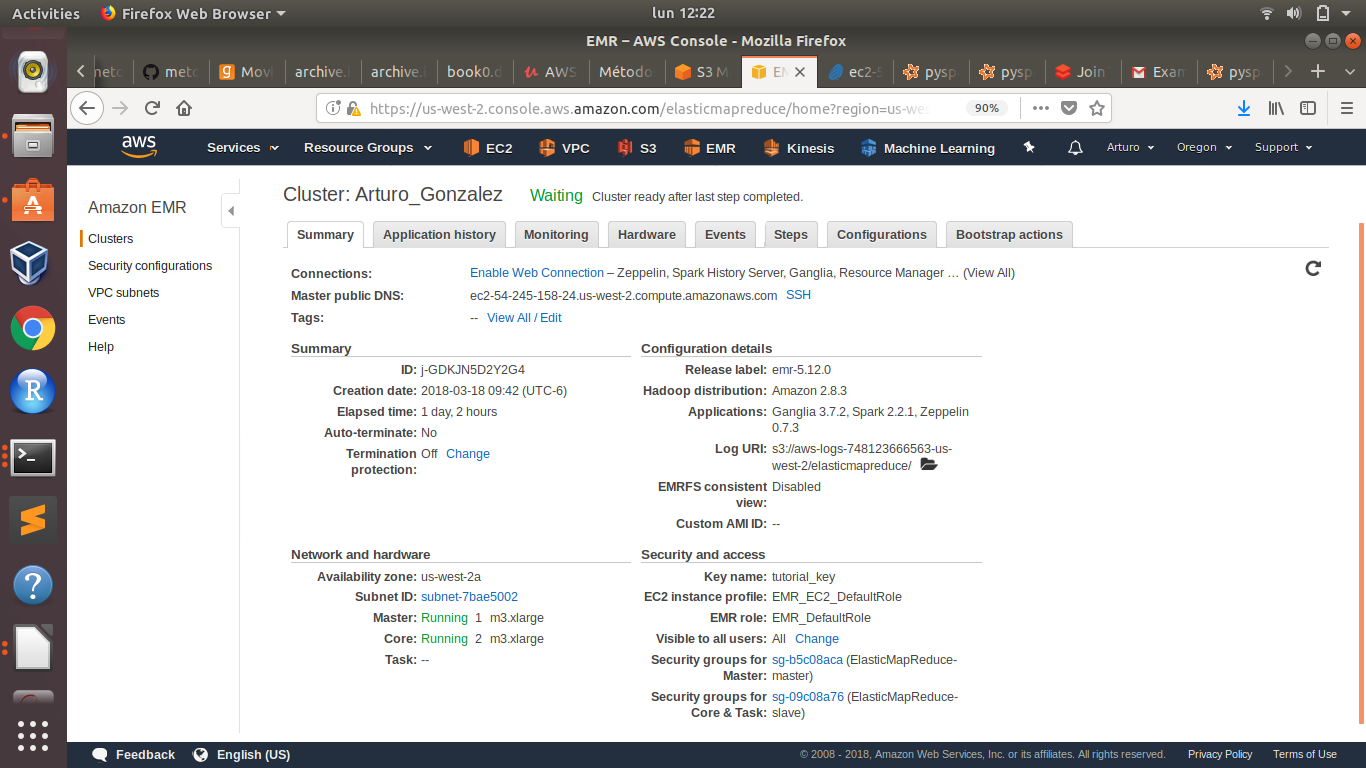 Activities Firefox Web Browser lun 12:22
EMR – AWS Console - Mozilla Firefox
metc Movi archive.i archive.i book0.d AWS Método S3 M EM ec2-5 pysp pysp Join Exam pysp
https://us-west-2.console.aws.amazon.com/elasticmapreduce/home?region=us-we 90%
aws Services Resource Groups EC2 VPC S3 EMR Kinesis Machine Learning Arturo Oregon Support
Amazon EMR
Clusters
Security configurations
VPC subnets
Events
Help
Cluster: Arturo_Gonzalez Waiting Cluster ready after last step completed.
Summary Application history Monitoring Hardware Events Steps Configurations Bootstrap actions
Connections: Enable Web Connection – Zeppelin, Spark History Server, Ganglia, Resource Manager … (View All)
Master public DNS: ec2-54-245-158-24.us-west-2.compute.amazonaws.com SSH
Tags: -- View All / Edit
Summary
ID: j-GDKJN5D2Y2G4
Creation date: 2018-03-18 09:42 (UTC-6)
Elapsed time: 1 day, 2 hours
Auto-terminate: No
Termination Off Change
protection:
Configuration details
Release label: emr-5.12.0
Hadoop distribution: Amazon 2.8.3
Applications: Ganglia 3.7.2, Spark 2.2.1, Zeppelin
0.7.3
Log URI: s3://aws-logs-748123666563-us-
west-2/elasticmapreduce/
EMRFS consistent Disabled
view:
Custom AMI ID: --
Network and hardware
Availability zone: us-west-2a
Subnet ID: subnet-7bae5002
Master: Running 1 m3.xlarge
Core: Running 2 m3.xlarge
Task: --
Security and access
Key name: tutorial_key
EC2 instance profile: EMR_EC2_DefaultRole
EMR role: EMR_DefaultRole
Visible to all users: All Change
Security groups for sg-b5c08aca (ElasticMapReduce-
Master: master)
Security groups for sg-09c08a76 (ElasticMapReduce-
Core & Task: slave)
Feedback English (US) © 2008 - 2018, Amazon Web Services, Inc. or its affiliates. All rights reserved. Privacy Policy Terms of Use